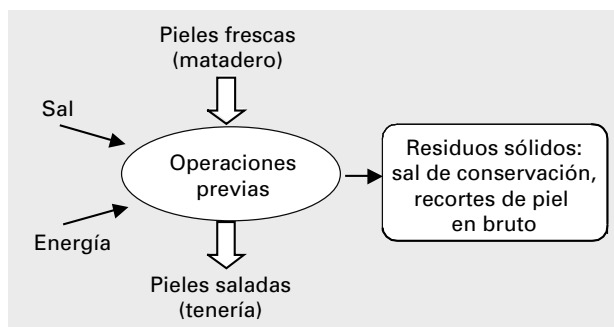 Pieles frescas
(matadero)
Sal
Operaciones
previas
Energía
Residuos sólidos:
sal de conservación,
recortes de piel
en bruto
Pieles saladas
(tenería)